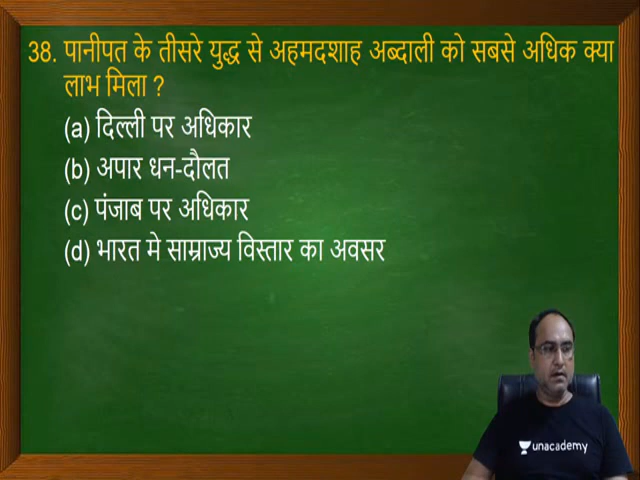 38. पानीपत के तीसरे युद्ध से अहमदशाह अब्दाली को सबसे अधिक क्या
लाभ मिला ?
(a) दिल्ली पर अधिकार
(b) अपार धन-दौलत
(c) पंजाब पर अधिकार
(d) भारत मे साम्राज्य विस्तार का अवसर
unacademy